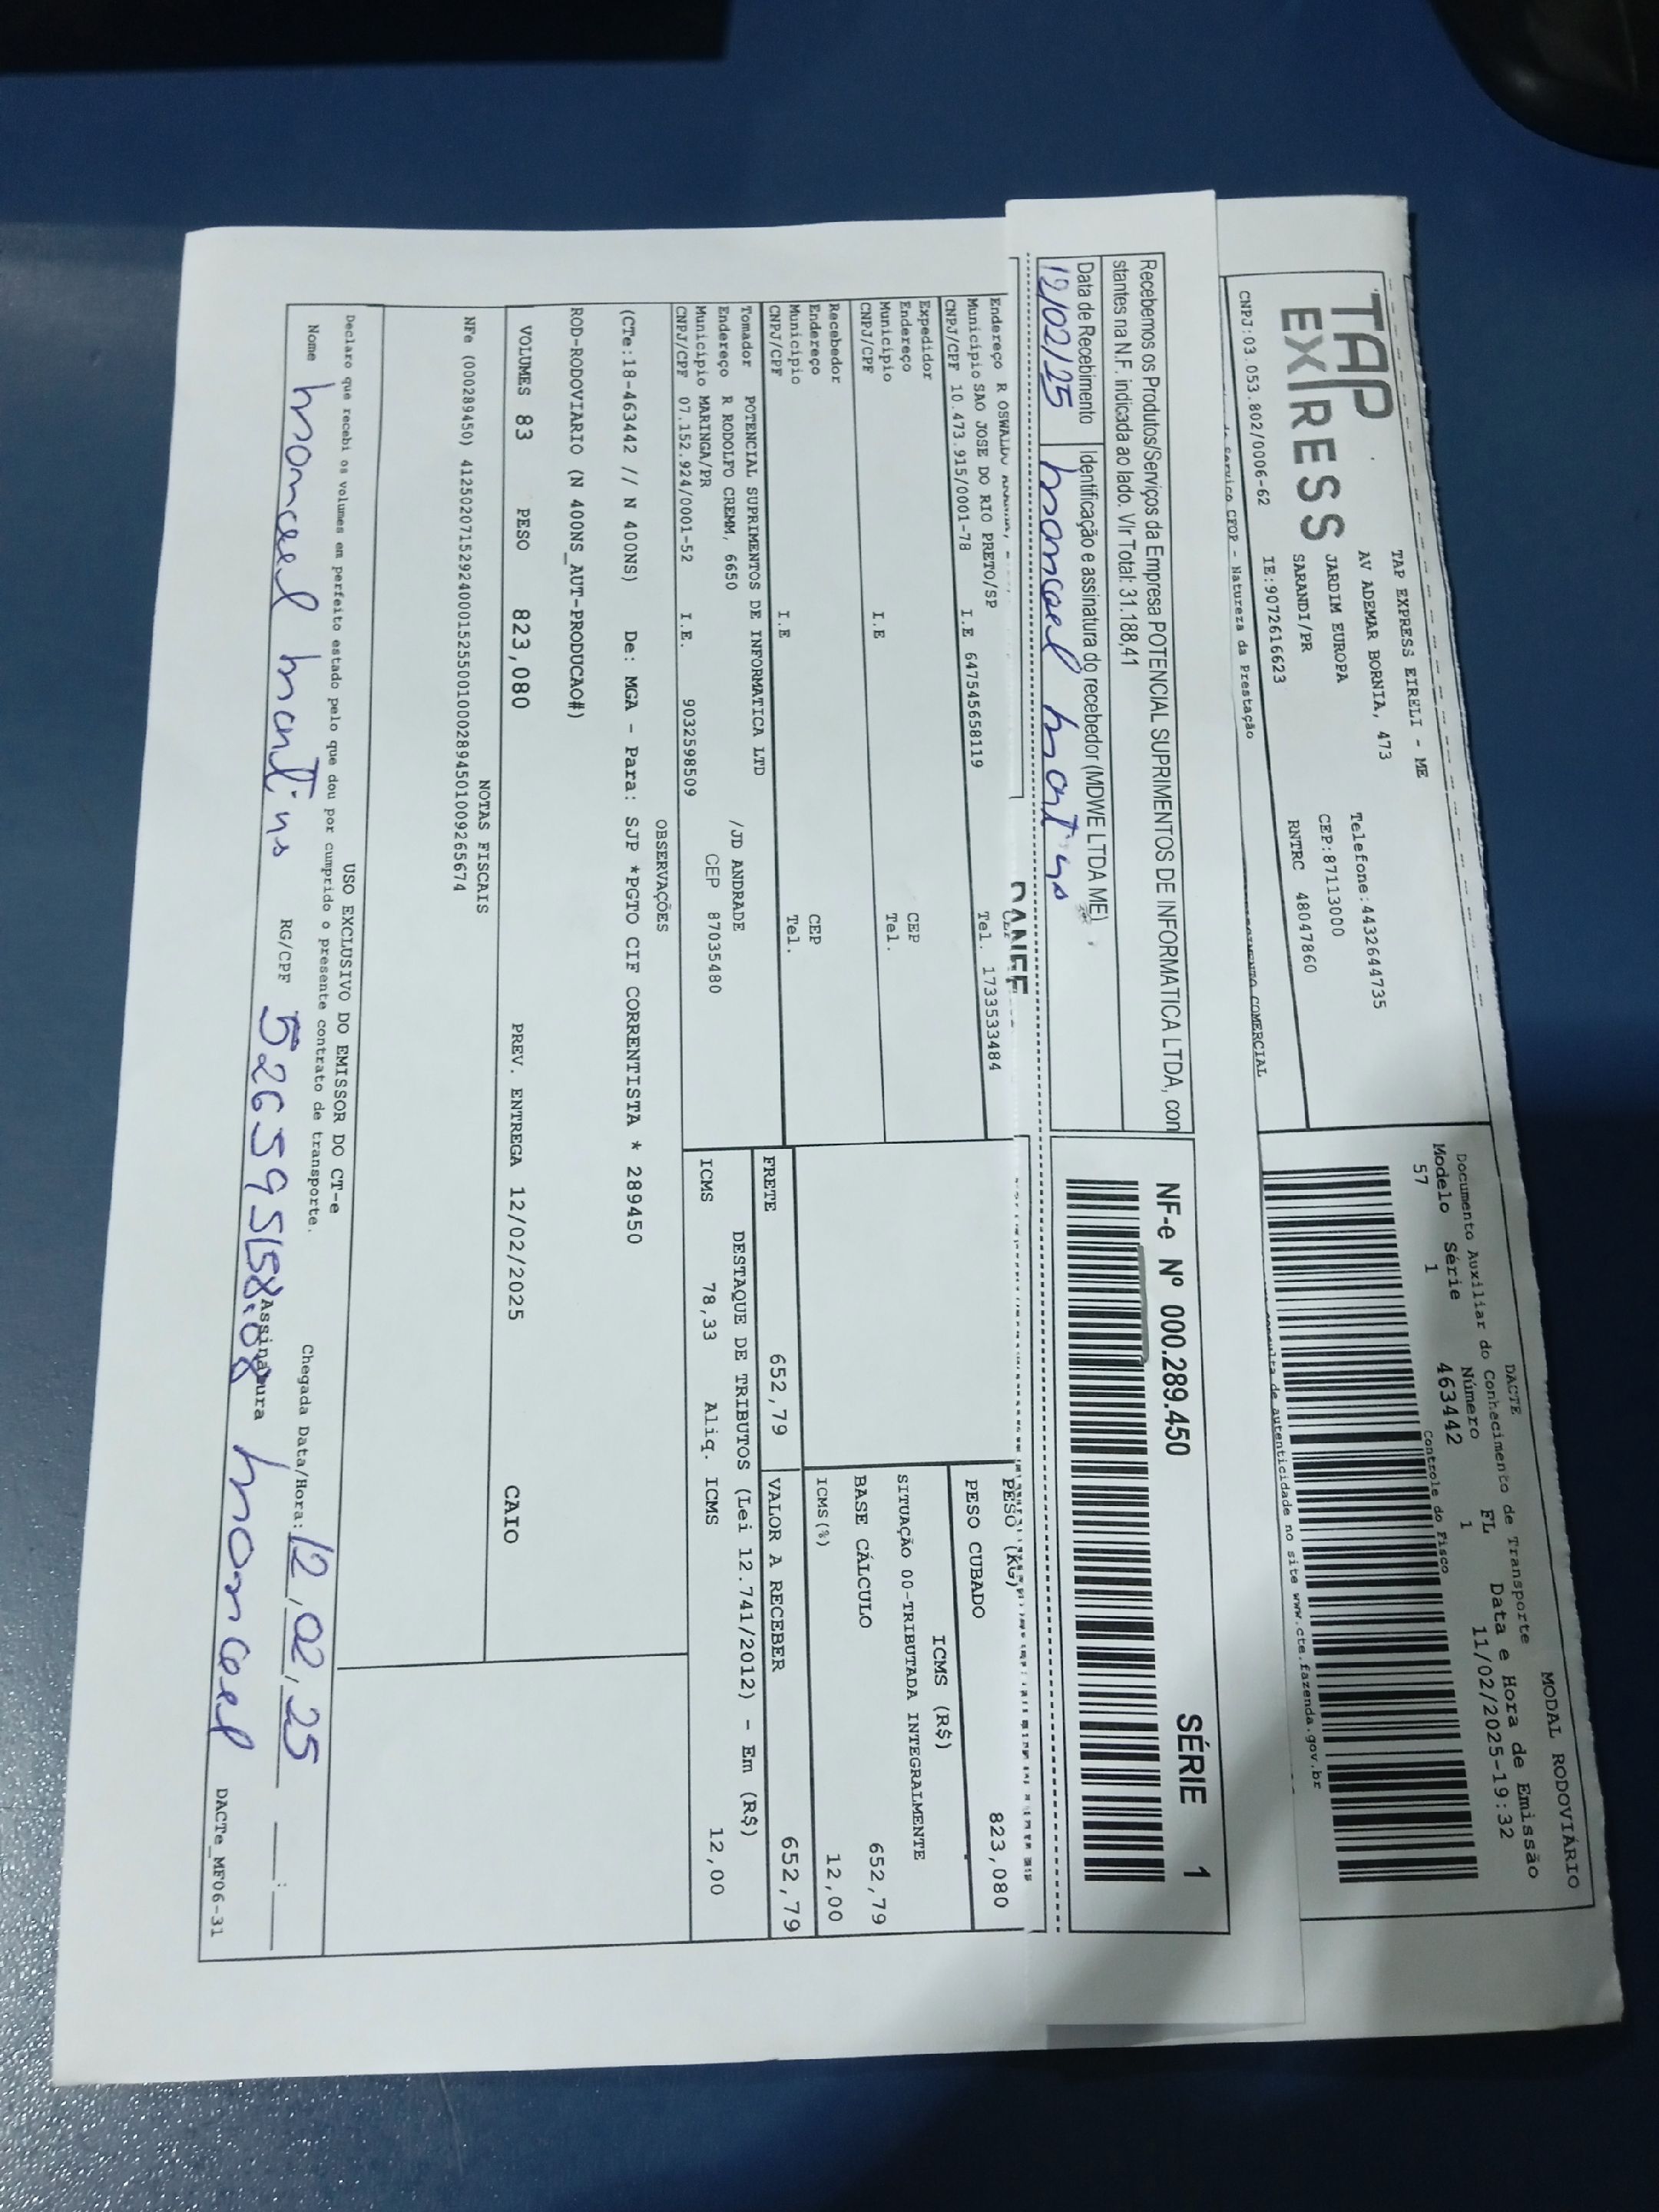 TAP
EXPRESS
TAP EXPRESS EIRELI - ME
AV ADEMAR BORNIA, 473
JARDIM EUROPA
SARANDI/PR
IE:9072616623
Telefone:4432644735
CEP:87113000
RNTRC 48047860
CNPJ:03.053.802/0006-62
DACTE
MODAL RODOVIÁRIO
Documento Auxiliar do Conhecimento de Transporte
Modelo Série Número FL Data e Hora de Emissão
57 1 463442 1 11/02/2025-19:32
Controle do Fisco
de autenticidade no site www.cte.fazenda.gov.br
CFOP - Natureza da Prestação
COMERCIAL
Recebemos os Produtos/Serviços da Empresa POTENCIAL SUPRIMENTOS DE INFORMATICA LTDA, con
stantes na N.F. indicada ao lado. Vlr Total: 31.188,41
Data de Recebimento
Identificação e assinatura do recebedor (MDWE LTDA ME)
12/02/25
NF-e Nº 000.289.450
SÉRIE 1
DANFE
Endereço R OSWALDO
Municipio SAO JOSE DO RIO PRETO/SP
CNPJ/CPF 10.473.915/0001-78 I.E 647545658119 Tel. 1733533484
Expedidor
Endereço CEP
Municipio Tel.
CNPJ/CPF I.E
Recebedor
Endereço CEP
Municipio Tel.
CNPJ/CPF I.E
Tomador POTENCIAL SUPRIMENTOS DE INFORMATICA LTD
Endereço R RODOLFO CREMM, 6650 /JD ANDRADE
Municipio MARINGA/PR CEP 87035480
CNPJ/CPF 07.152.924/0001-52 I.E. 9032598509
PESO (KG) 823,080
PESO CUBADO
ICMS (R$)
SITUAÇÃO 00-TRIBUTADA INTEGRALMENTE
BASE CÁLCULO 652,79
ICMS(%) 12,00
FRETE 652,79 VALOR A RECEBER 652,79
DESTAQUE DE TRIBUTOS (Lei 12.741/2012) - Em (R$)
ICMS 78,33 Aliq. ICMS 12,00
OBSERVAÇÕES
(CTe:18-463442 // N 400NS) De: MGA - Para: SJP *PGTO CIF CORRENTISTA * 289450
ROD-RODOVIARIO (N 400NS_AUT-PRODUCAO#)
VOLUMES 83 PESO 823,080 PREV. ENTREGA 12/02/2025 CAIO
NOTAS FISCAIS
NFe (000289450) 41250207152924000152550010002894501009265674
USO EXCLUSIVO DO EMISSOR DO CT-e
Declaro que recebi os volumes em perfeito estado pelo que dou por cumprido o presente contrato de transporte.
Chegada Data/Hora: 12,02,25
Nome RG/CPF Assinatura
DACTe_MF06-31